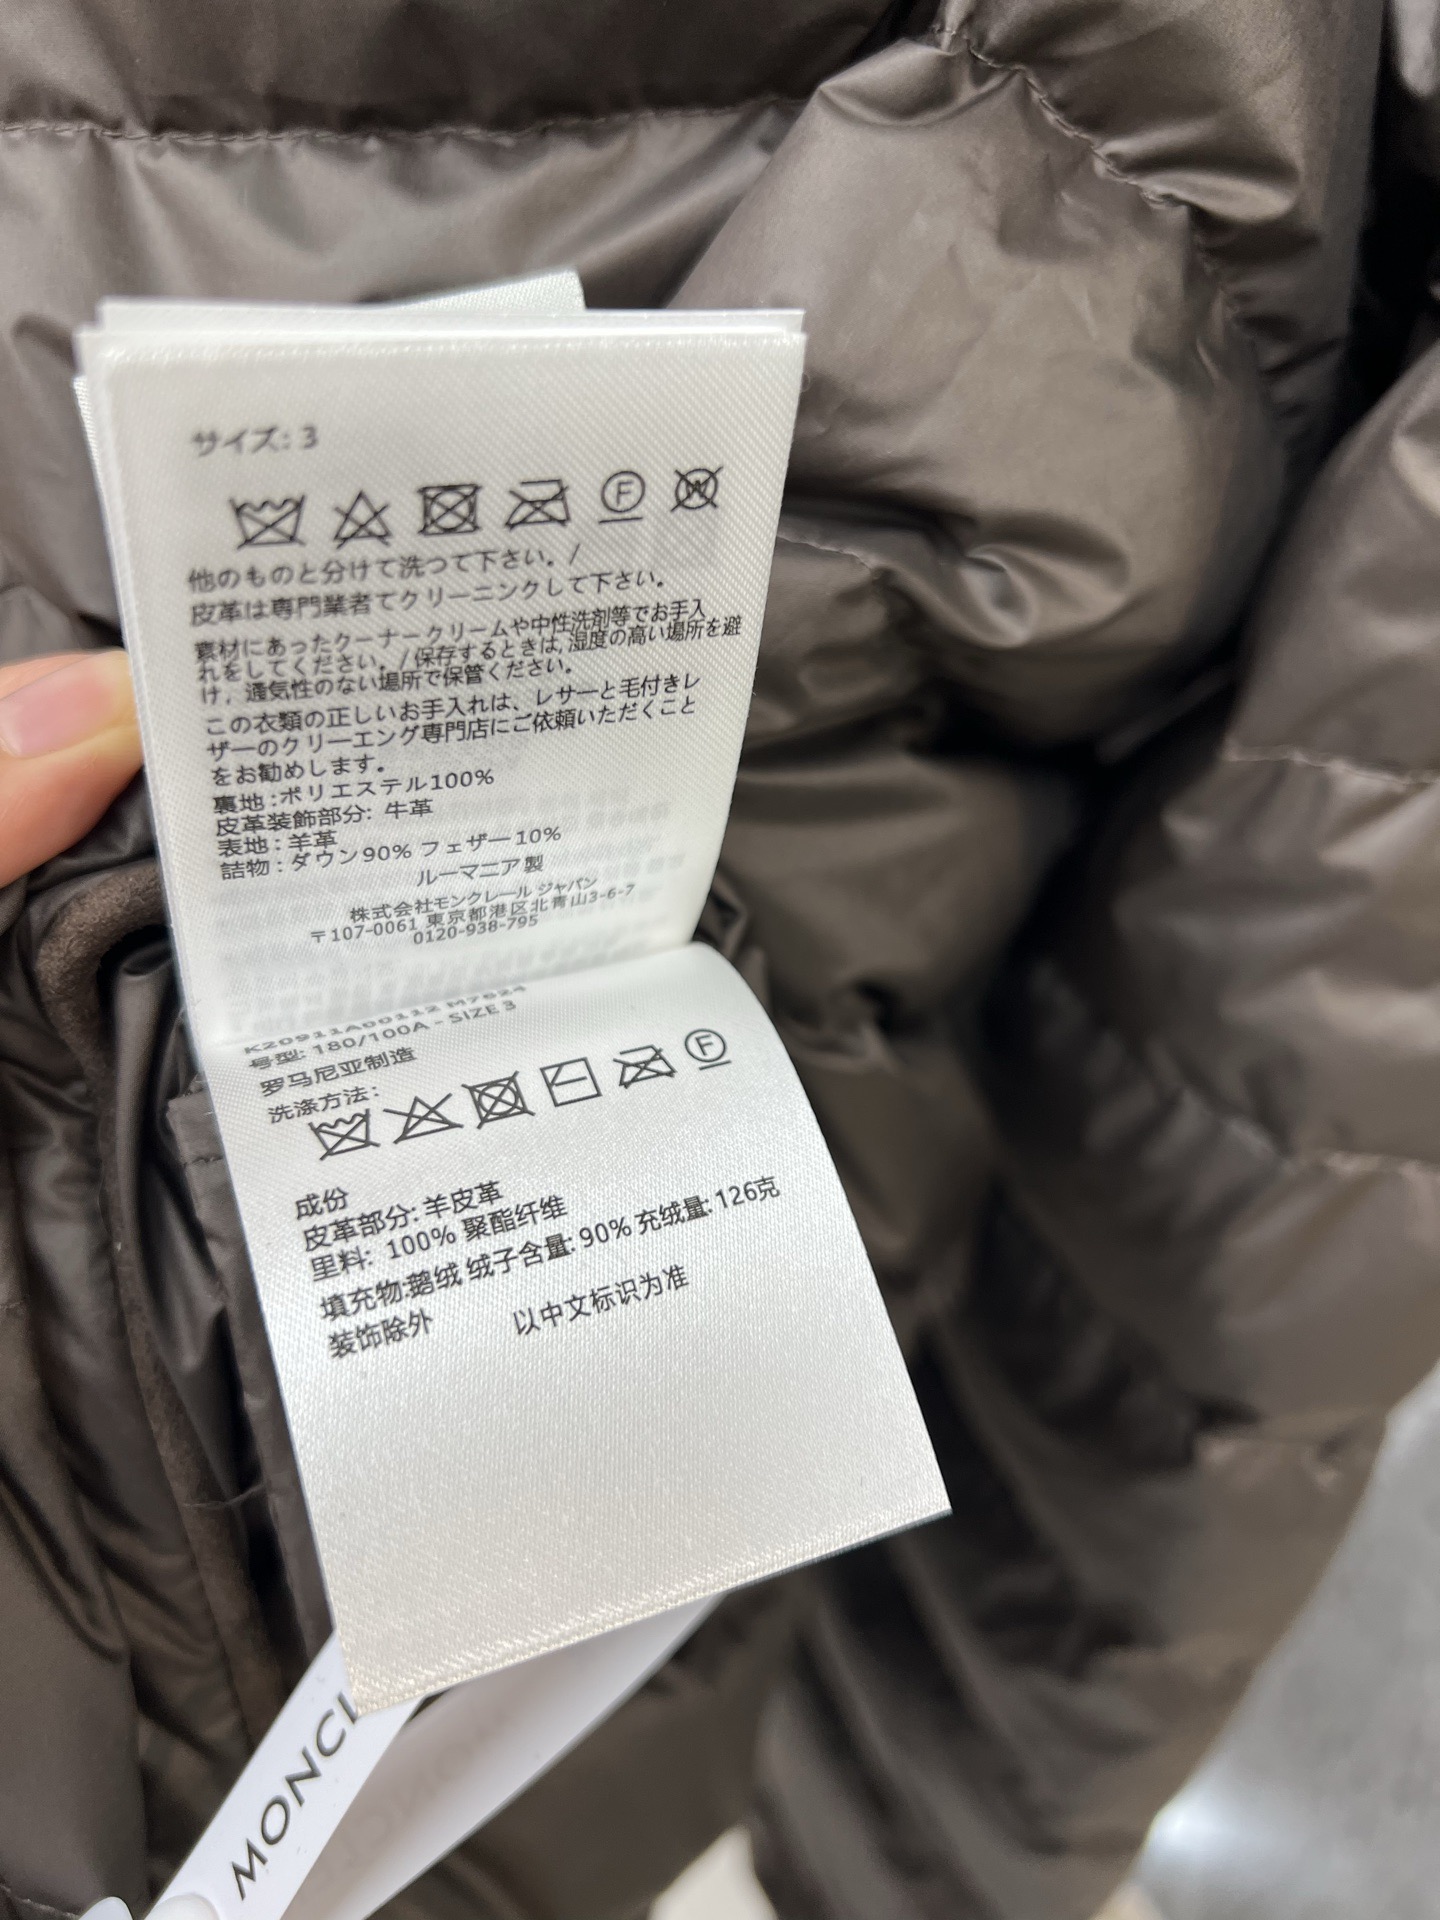 サイズ: 3
F
W
他のものと分けて洗つて下さい。/
皮革は専門業者てクリーニンクして下さい。
素材にあったクーナークリームや中性洗剤等でお手入
れをしてください。/保存するときは,湿度の高い場所を避
け，通気性のない場所で保管ください。
この衣類の正しいお手入れは、レサーと毛付きレ
ザーのクリーエング専門店にご依頼いただくこと
をお勧めします。
裏地:ポリエステル100%
皮革装飾部分: 牛革
表地:羊革
詰物:ダウン90% フェザー10%
ルーマニア製
株式会社モンクレール ジャパン
〒107-0061 東京都港区北青山3-6-7
0120-938-795
K20911A00112 M7624
号型: 180/100A - SIZE 3
罗马尼亚制造
洗涤方法:
F
成份
皮革部分: 羊皮革
里料: 100% 聚酯纤维
填充物:鹅绒 绒子含量: 90% 充绒量: 126克
装饰除外 以中文标识为准
MONCL